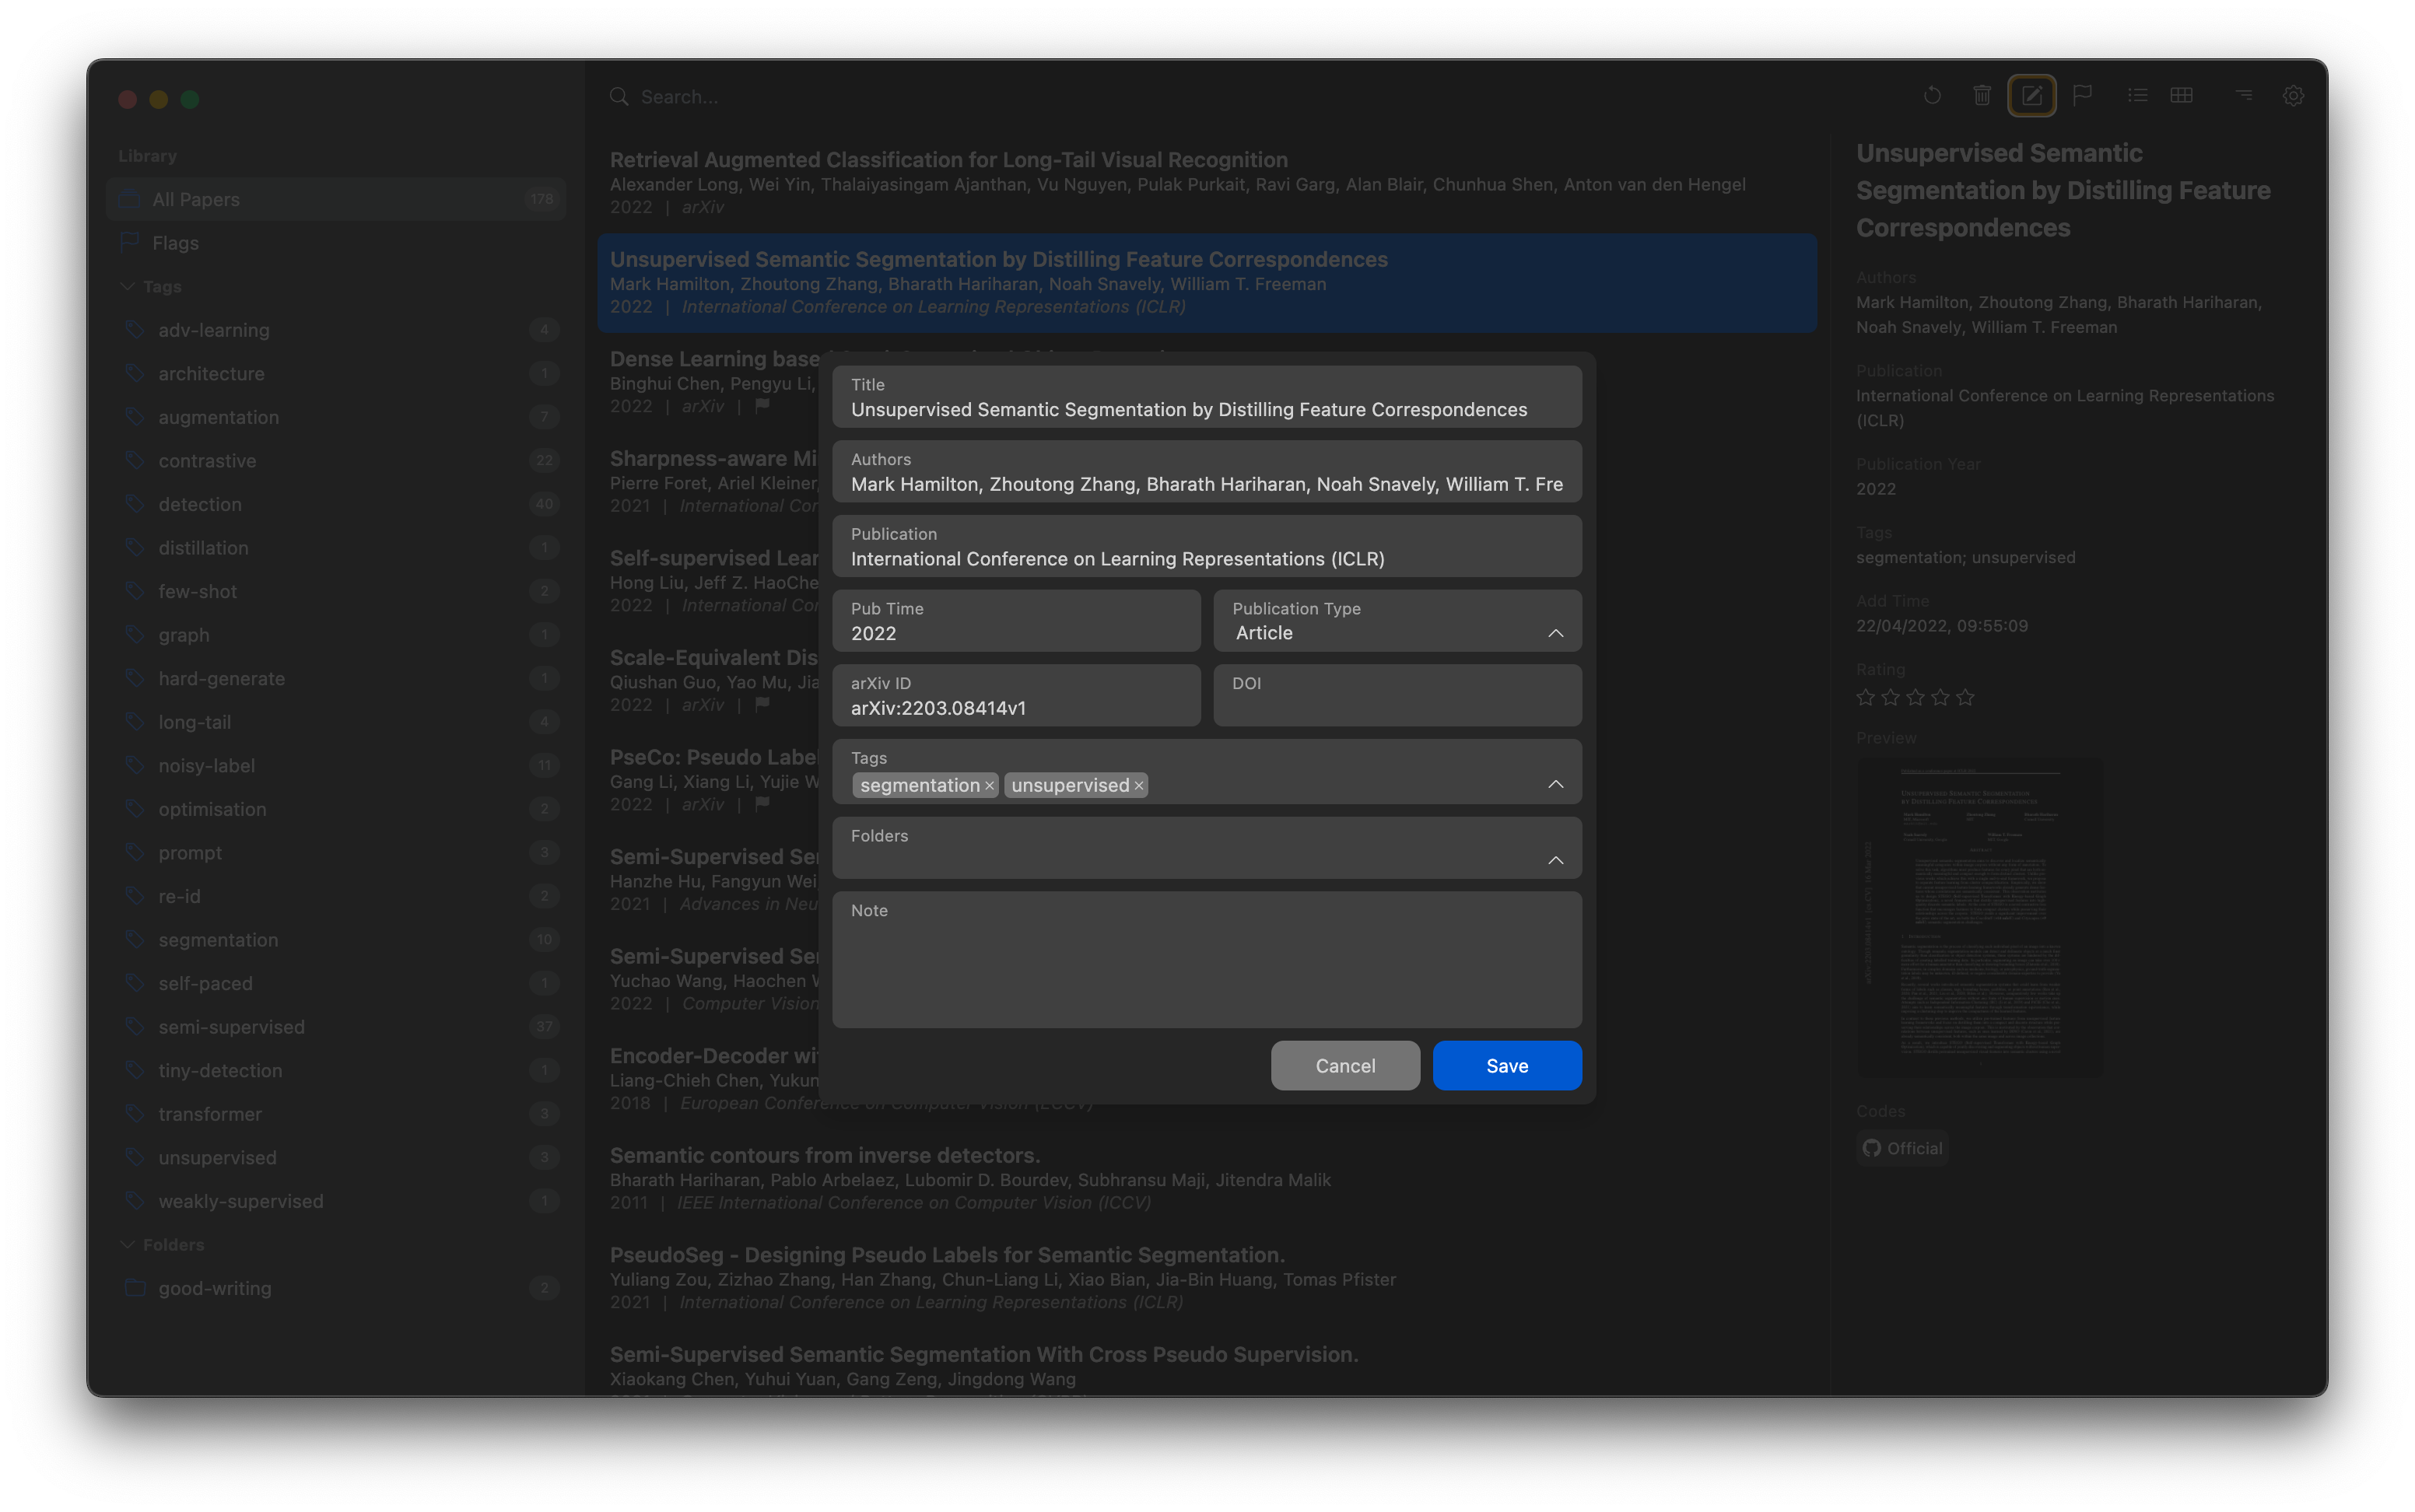 Search...
Library
All Papers 178
Flags
Tags
adv-learning 4
architecture 1
augmentation 7
contrastive 22
detection 40
distillation 1
few-shot 2
graph 1
hard-generate 1
long-tail 4
noisy-label 11
optimisation 2
prompt 3
re-id 2
segmentation 10
self-paced 1
semi-supervised 37
tiny-detection 1
transformer 3
unsupervised 3
weakly-supervised 1
Folders
good-writing 2
Retrieval Augmented Classification for Long-Tail Visual Recognition
Alexander Long, Wei Yin, Thalaiyasingam Ajanthan, Vu Nguyen, Pulak Purkait, Ravi Garg, Alan Blair, Chunhua Shen, Anton van den Hengel
2022 | arXiv
Unsupervised Semantic Segmentation by Distilling Feature Correspondences
Mark Hamilton, Zhoutong Zhang, Bharath Hariharan, Noah Snavely, William T. Freeman
2022 | International Conference on Learning Representations (ICLR)
Dense Learning base
Binghui Chen, Pengyu Li,
2022 | arXiv |
Sharpness-aware Mi
Pierre Foret, Ariel Kleiner,
2021 | International Cor
Self-supervised Lear
Hong Liu, Jeff Z. HaoChe
2022 | International Cor
Scale-Equivalent Dis
Qiushan Guo, Yao Mu, Jia
2022 | arXiv |
PseCo: Pseudo Label
Gang Li, Xiang Li, Yujie W
2022 | arXiv |
Semi-Supervised Se
Hanzhe Hu, Fangyun Wei
2021 | Advances in Neu
Semi-Supervised Se
Yuchao Wang, Haochen W
2022 | Computer Vision
Encoder-Decoder wi
Liang-Chieh Chen, Yukun
2018 | European Conference on Computer Vision (ECCV)
Semantic contours from inverse detectors.
Bharath Hariharan, Pablo Arbelaez, Lubomir D. Bourdev, Subhransu Maji, Jitendra Malik
2011 | IEEE International Conference on Computer Vision (ICCV)
PseudoSeg - Designing Pseudo Labels for Semantic Segmentation.
Yuliang Zou, Zizhao Zhang, Han Zhang, Chun-Liang Li, Xiao Bian, Jia-Bin Huang, Tomas Pfister
2021 | International Conference on Learning Representations (ICLR)
Semi-Supervised Semantic Segmentation With Cross Pseudo Supervision.
Xiaokang Chen, Yuhui Yuan, Gang Zeng, Jingdong Wang
Title
Unsupervised Semantic Segmentation by Distilling Feature Correspondences
Authors
Mark Hamilton, Zhoutong Zhang, Bharath Hariharan, Noah Snavely, William T. Fre
Publication
International Conference on Learning Representations (ICLR)
Pub Time
2022
Publication Type
Article
arXiv ID
arXiv:2203.08414v1
DOI
Tags
segmentation × unsupervised ×
Folders
Note
Cancel Save
Unsupervised Semantic
Segmentation by Distilling Feature
Correspondences
Authors
Mark Hamilton, Zhoutong Zhang, Bharath Hariharan,
Noah Snavely, William T. Freeman
Publication
International Conference on Learning Representations
(ICLR)
Publication Year
2022
Tags
segmentation; unsupervised
Add Time
22/04/2022, 09:55:09
Rating
Preview
UNSUPERVISED SEMANTIC SEGMENTATION
BY DISTILLING FEATURE CORRESPONDENCES
Codes
Official